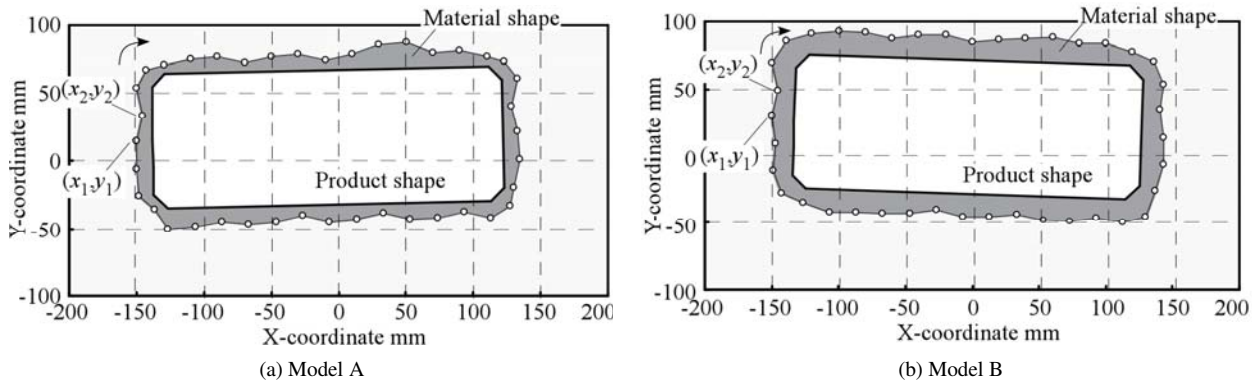 100
50
0
-50
-100
Y-coordinate mm
Material shape
(x2,y2)
(x1,y1)
Product shape
-200 -150 -100 -50 0 50 100 150 200
X-coordinate mm
(a) Model A
100
50
0
-50
-100
Y-coordinate mm
Material shape
(x2,y2)
(x1,y1)
Product shape
-200 -150 -100 -50 0 50 100 150 200
X-coordinate mm
(b) Model B